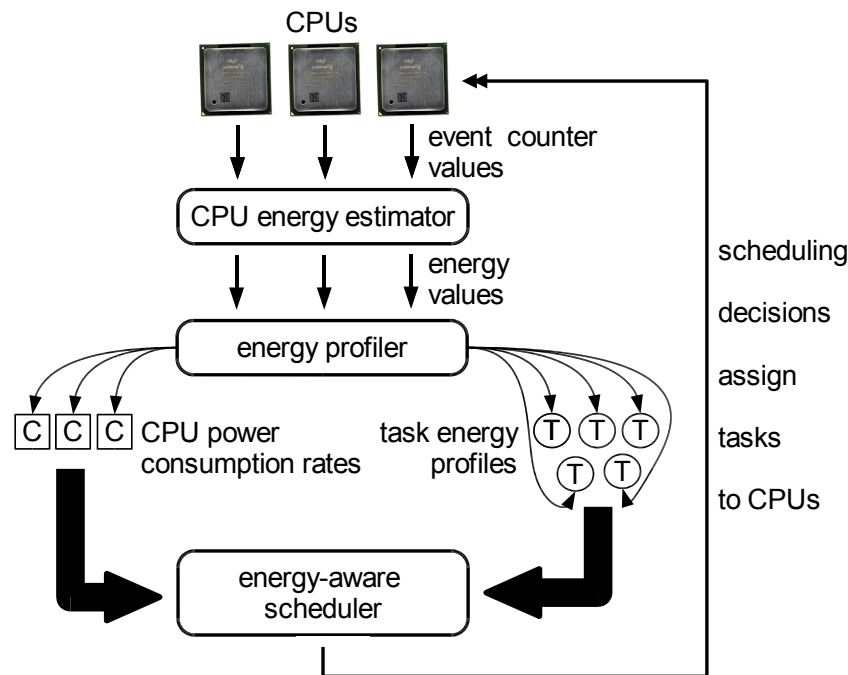 CPUs
event counter
values
CPU energy estimator
energy
values
energy profiler
C C C
CPU power
consumption rates
task energy
profiles
T T T
T T
energy-aware
scheduler
scheduling
decisions
assign
tasks
to CPUs